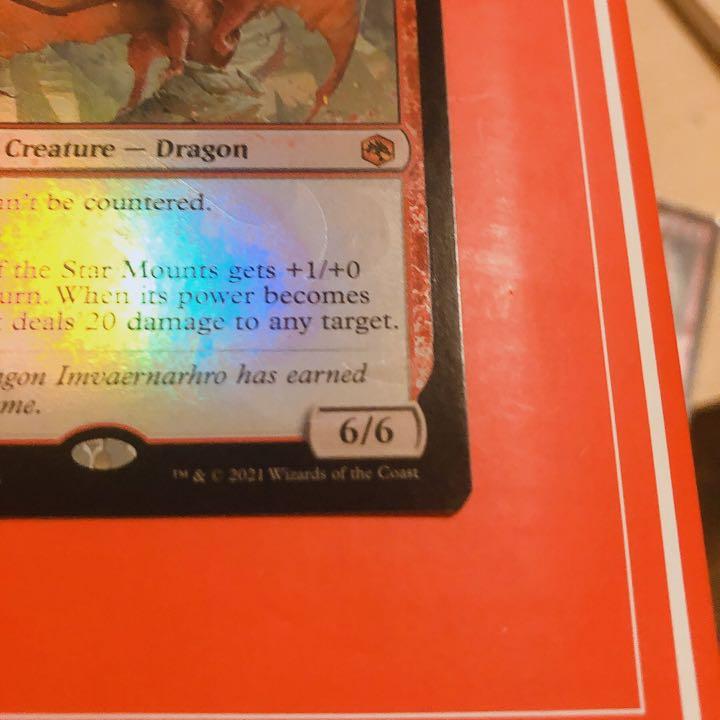 Creature — Dragon
n't be countered.
f the Star Mounts gets +1/+0
urn. When its power becomes
t deals 20 damage to any target.
gon Imvaernarhro has earned
me.
6/6
™ & © 2021 Wizards of the Coast